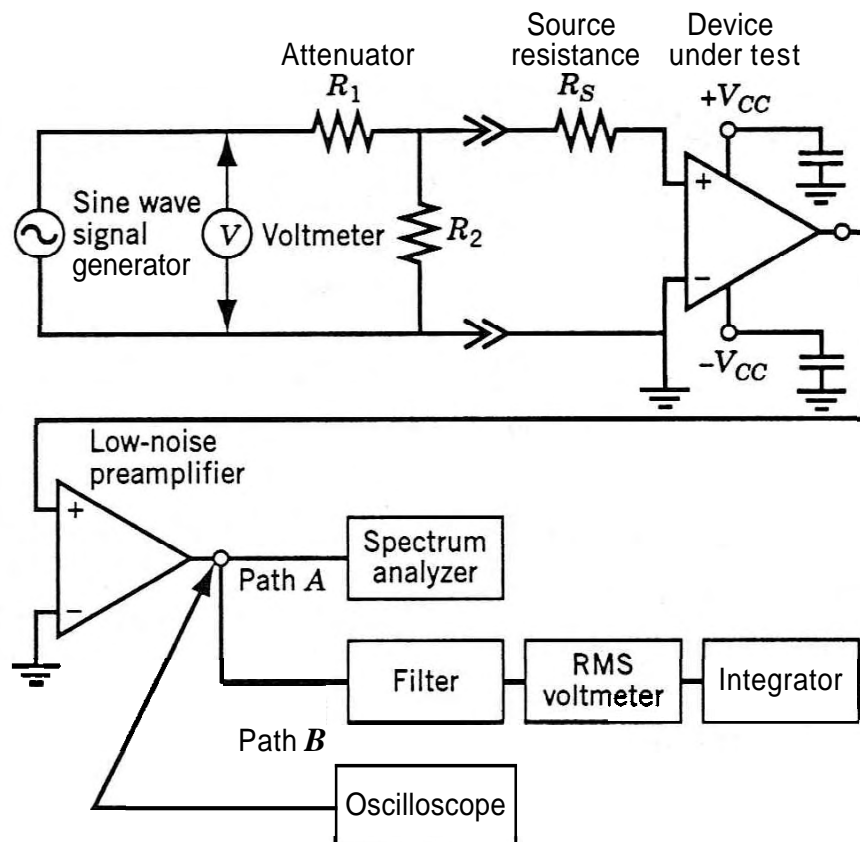 Source
resistance
Device
under test
Attenuator
R1
RS
+VCC
Sine wave
signal
generator
V
Voltmeter
R2
+
−
−VCC
Low-noise
preamplifier
+
−
Path A
Spectrum
analyzer
Filter
RMS
voltmeter
Integrator
Path B
Oscilloscope